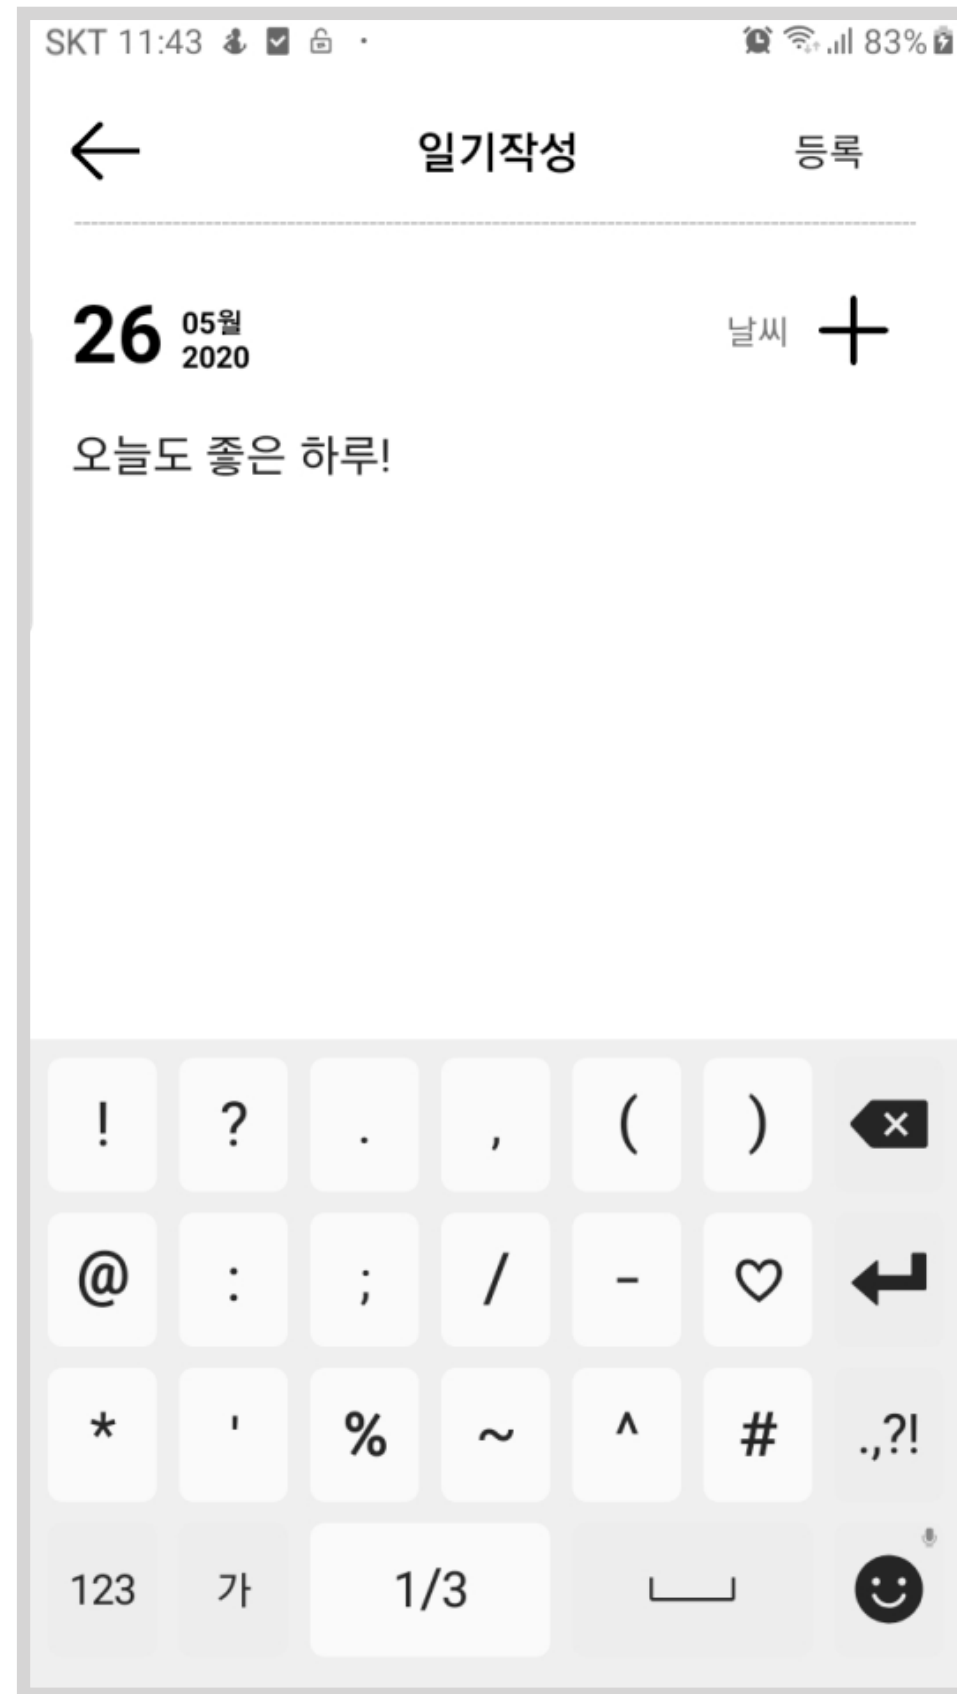 SKT 11:43
83%
일기작성
등록
26
05월
2020
날씨
오늘도 좋은 하루!
! ? . , ( )
@ : ; / - ♡
* ' % ~ ^ # .,?!
123 가 1/3